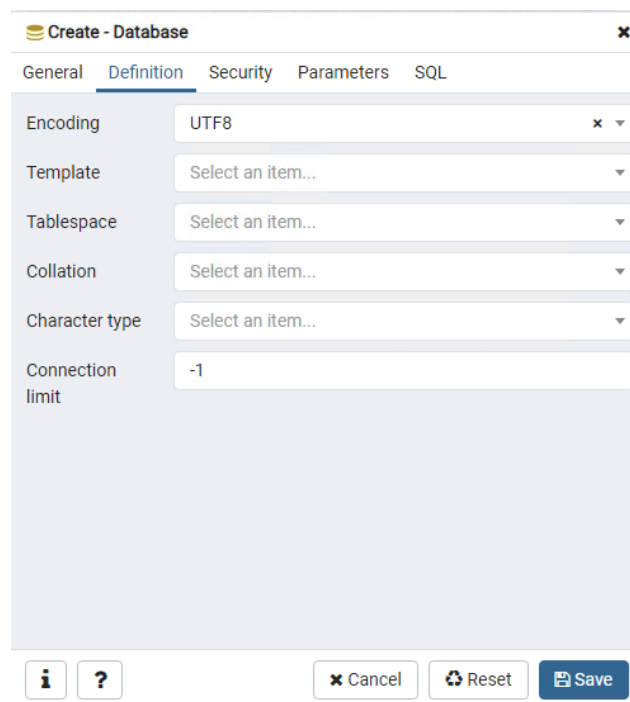 Create - Database
General Definition Security Parameters SQL
Encoding UTF8
Template Select an item...
Tablespace Select an item...
Collation Select an item...
Character type Select an item...
Connection limit -1
Cancel Reset Save